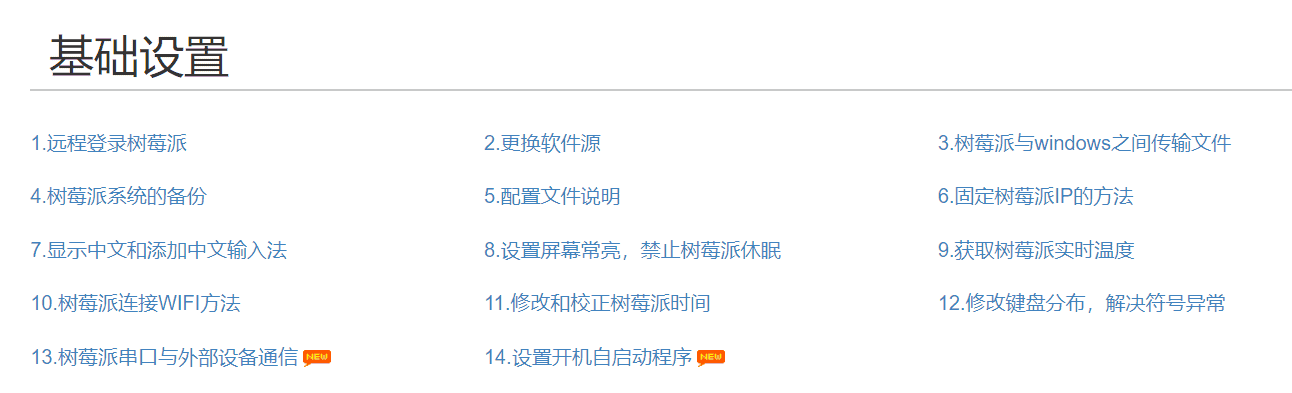 基础设置
1.远程登录树莓派
2.更换软件源
3.树莓派与windows之间传输文件
4.树莓派系统的备份
5.配置文件说明
6.固定树莓派IP的方法
7.显示中文和添加中文输入法
8.设置屏幕常亮，禁止树莓派休眠
9.获取树莓派实时温度
10.树莓派连接WIFI方法
11.修改和校正树莓派时间
12.修改键盘分布，解决符号异常
13.树莓派串口与外部设备通信 NEW
14.设置开机自启动程序 NEW